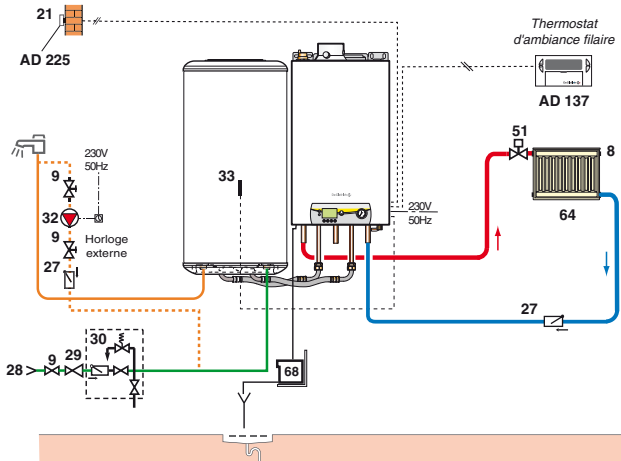 21
AD 225
Thermostat
d'ambiance filaire
AD 137
230V
50Hz
9
32
9
27
Horloge
externe
33
230V
50Hz
51
8
64
27
30
28
9
29
68